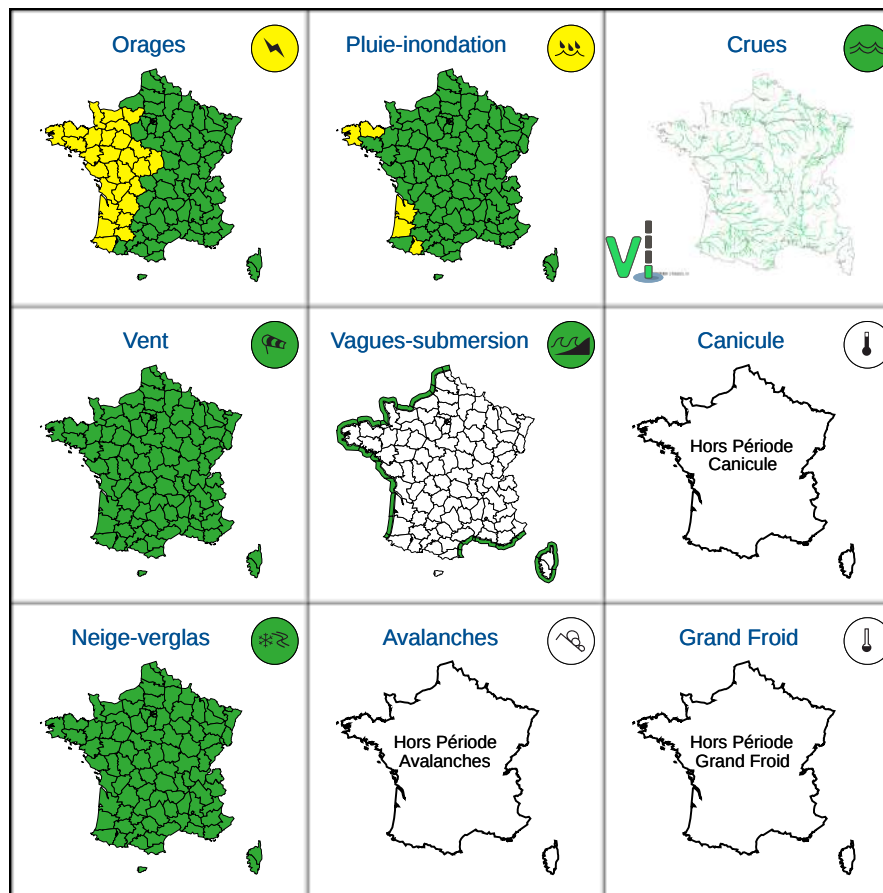 Orages
Pluie-inondation
Crues
Vent
Vagues-submersion
Canicule
Hors Période
Canicule
Neige-verglas
Avalanches
Grand Froid
Hors Période
Avalanches
Hors Période
Grand Froid